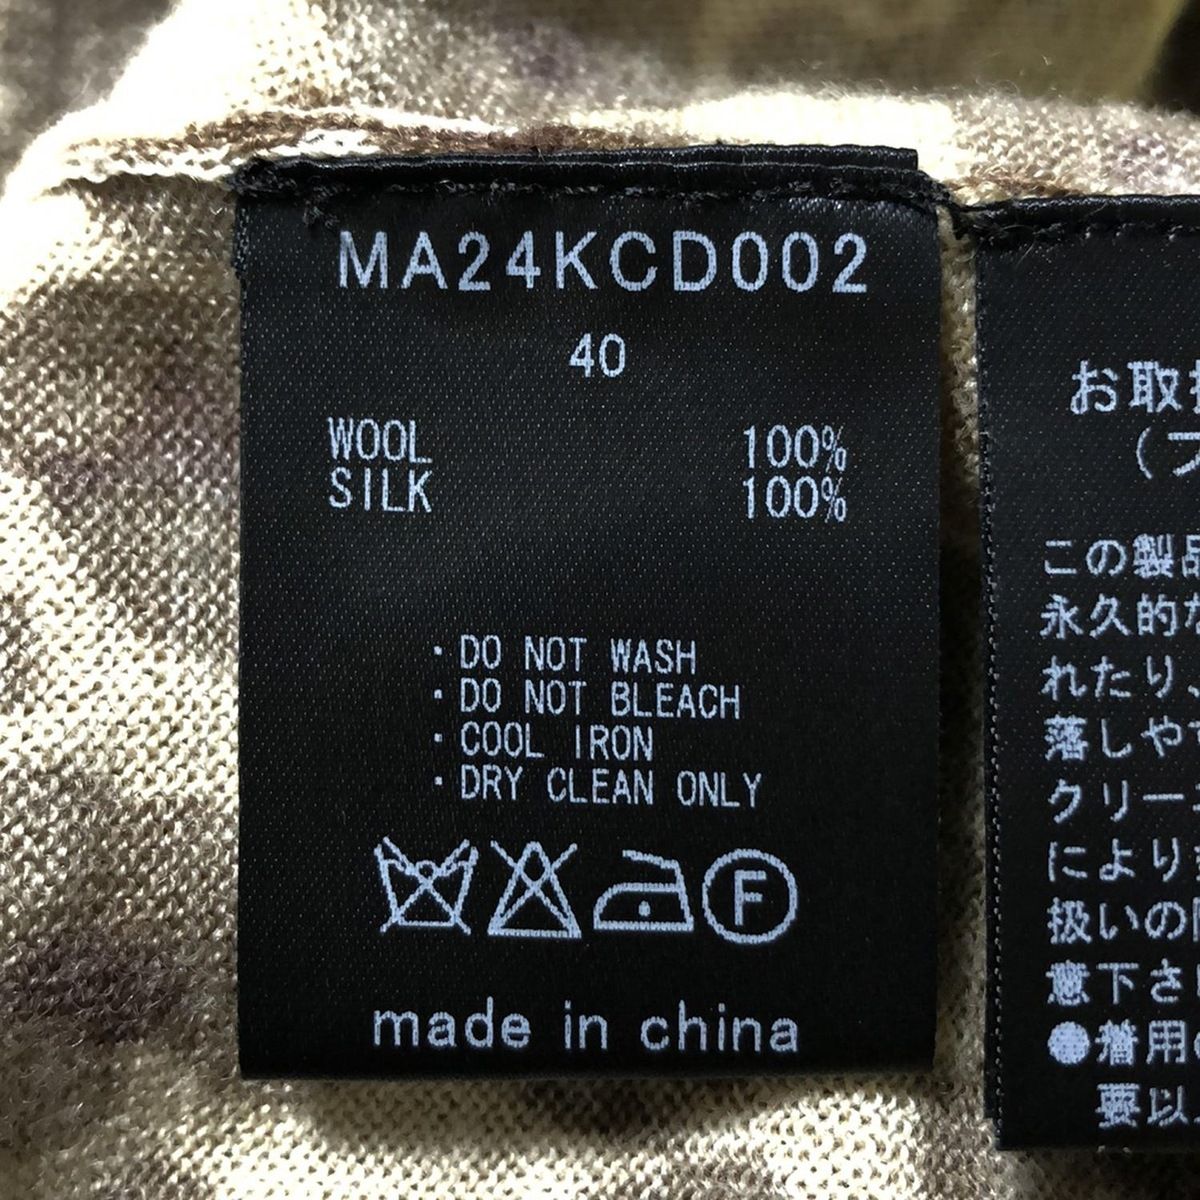 MA24KCD002
40
WOOL 100%
SILK 100%
・DO NOT WASH
・DO NOT BLEACH
・COOL IRON
・DRY CLEAN ONLY
F
made in china
お取扱
（プ
この製品
永久的な
れたり、
落しやす
クリー
により
扱いの
意下さ
●着用の
要以